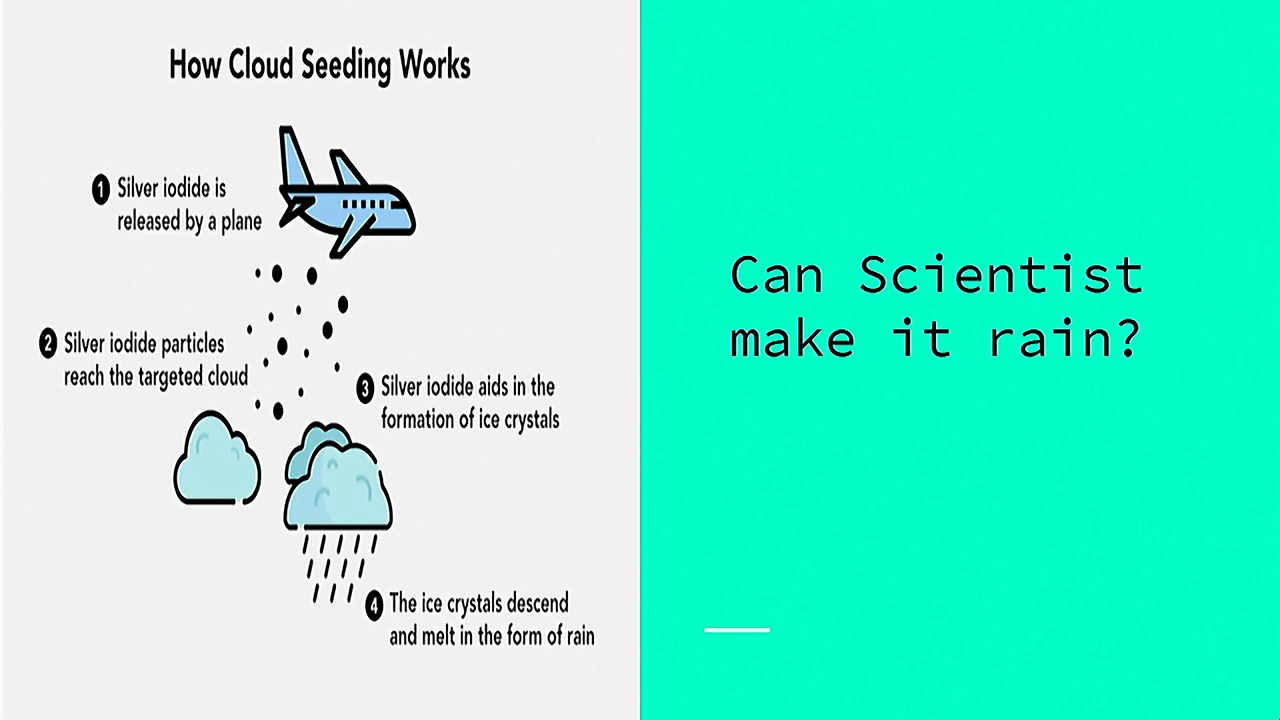 How Cloud Seeding Works
1 Silver iodide is
released by a plane
2 Silver iodide particles
reach the targeted cloud
3 Silver iodide aids in the
formation of ice crystals
4 The ice crystals descend
and melt in the form of rain
Can Scientist
make it rain?